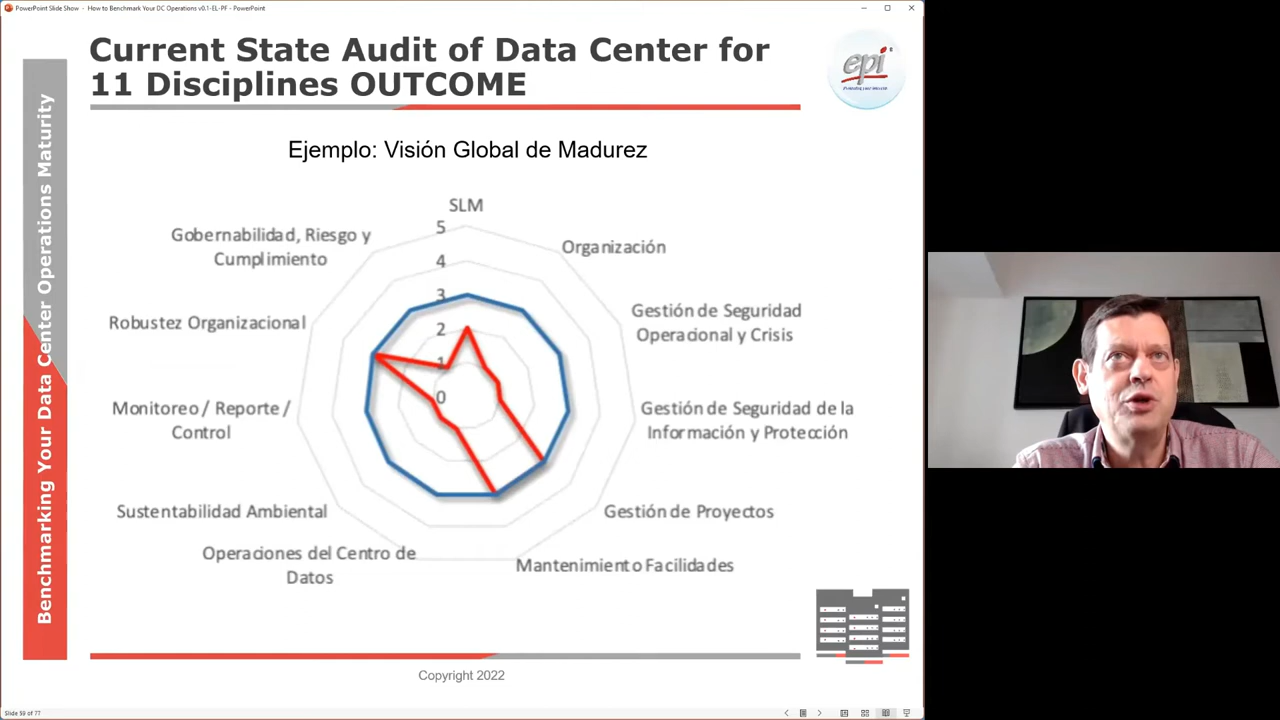 PowerPoint Slide Show - How to Benchmark Your DC Operations v0.1-EL-PF - PowerPoint
Current State Audit of Data Center for
11 Disciplines OUTCOME
epi
®
Benchmarking Your Data Center Operations Maturity
Ejemplo: Visión Global de Madurez
SLM
5
4
3
2
1
0
Organización
Gestión de Seguridad
Operacional y Crisis
Gestión de Seguridad de la
Información y Protección
Gestión de Proyectos
Mantenimiento Facilidades
Operaciones del Centro de
Datos
Sustentabilidad Ambiental
Monitoreo / Reporte /
Control
Robustez Organizacional
Gobernabilidad, Riesgo y
Cumplimiento
Copyright 2022
Slide 59 of 77